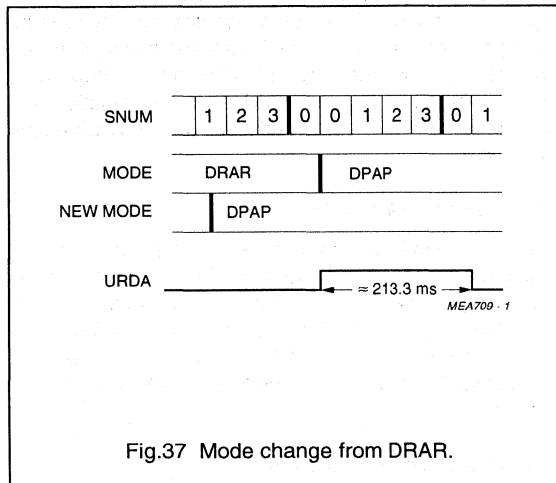 SNUM 1 2 3 0 0 1 2 3 0 1
MODE DRAR DPAP
NEW MODE DPAP
URDA ≈ 213.3 ms
MEA709 - 1
Fig.37 Mode change from DRAR.